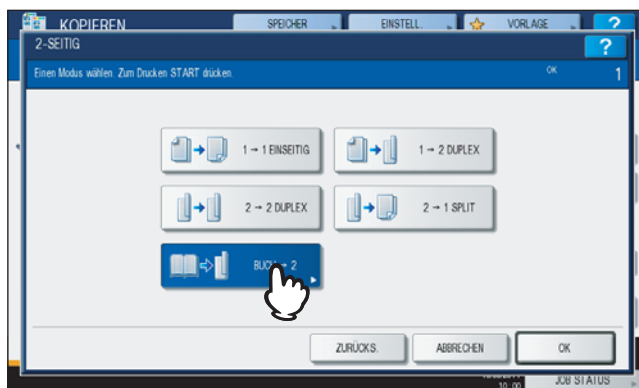 KOPIEREN
SPEICHER
EINSTELL.
VORLAGE
?
2-SEITIG
?
Einen Modus wählen. Zum Drucken START drücken.
OK
1
1 → 1 EINSEITIG
1 → 2 DUPLEX
2 → 2 DUPLEX
2 → 1 SPLIT
BUCH → 2
ZURÜCKS.
ABBRECHEN
OK
JOB STATUS